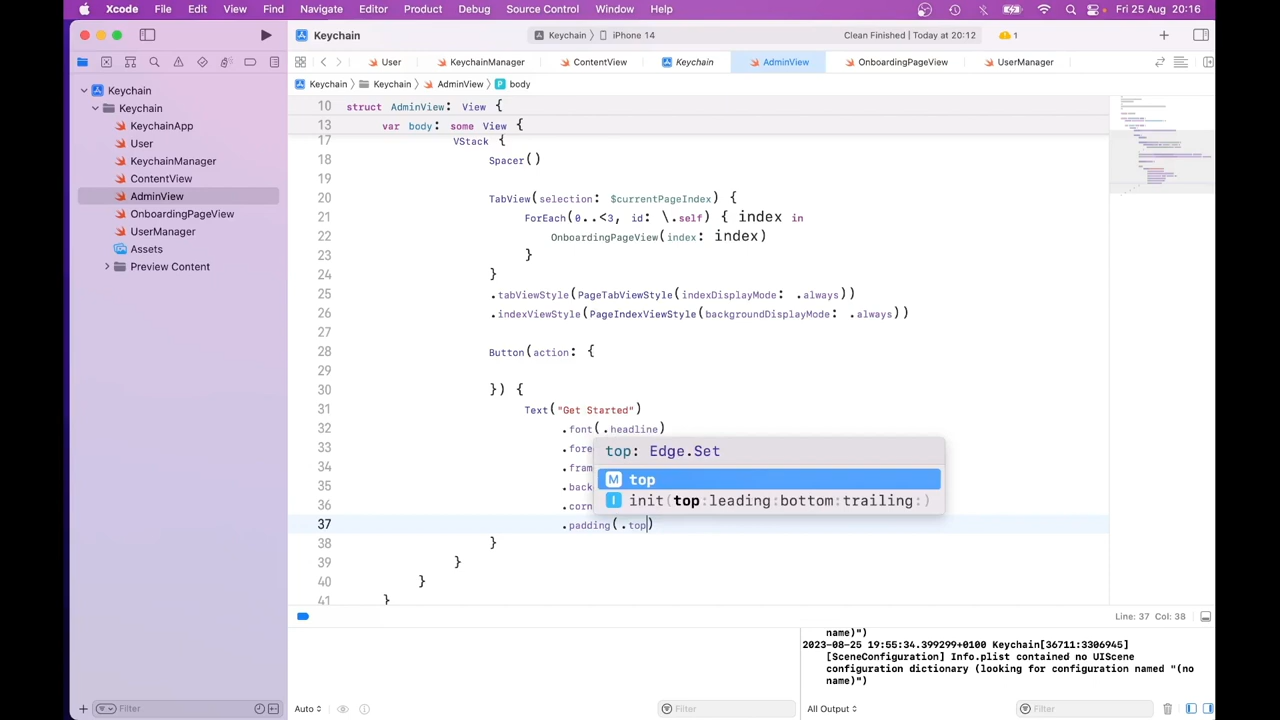 Xcode File Edit View Find Navigate Editor Product Debug Source Control Window Help Fri 25 Aug 20:16
Keychain
Keychain iPhone 14 Clean Finished | Today at 20:12 1
User KeychainManager ContentView Keychain AdminView OnboardingPageView UserManager
Keychain Keychain AdminView body
Keychain
Keychain
KeychainApp
User
KeychainManager
ContentView
AdminView
OnboardingPageView
UserManager
Assets
Preview Content
10 struct AdminView: View {
13 var body: some View {
17 VStack {
18 Spacer()
19
20 TabView(selection: $currentPageIndex) {
21 ForEach(0..<3, id: \.self) { index in
22 OnboardingPageView(index: index)
23 }
24 }
25 .tabViewStyle(PageTabViewStyle(indexDisplayMode: .always))
26 .indexViewStyle(PageIndexViewStyle(backgroundDisplayMode: .always))
27
28 Button(action: {
29
30 }) {
31 Text("Get Started")
32 .font(.headline)
33 .fore
34 .fram
35 .back
36 .corn
37 .padding(.top)
38 }
39 }
40 }
41 }
top: Edge.Set
M top
I init(top:leading:bottom:trailing:)
Line: 37 Col: 38
name)")
2023-08-25 19:55:34.399299+0100 Keychain[36711:3306945]
[SceneConfiguration] Info.plist contained no UIScene
configuration dictionary (looking for configuration named "(no
name)")
Filter
Auto
Filter
All Output
Filter